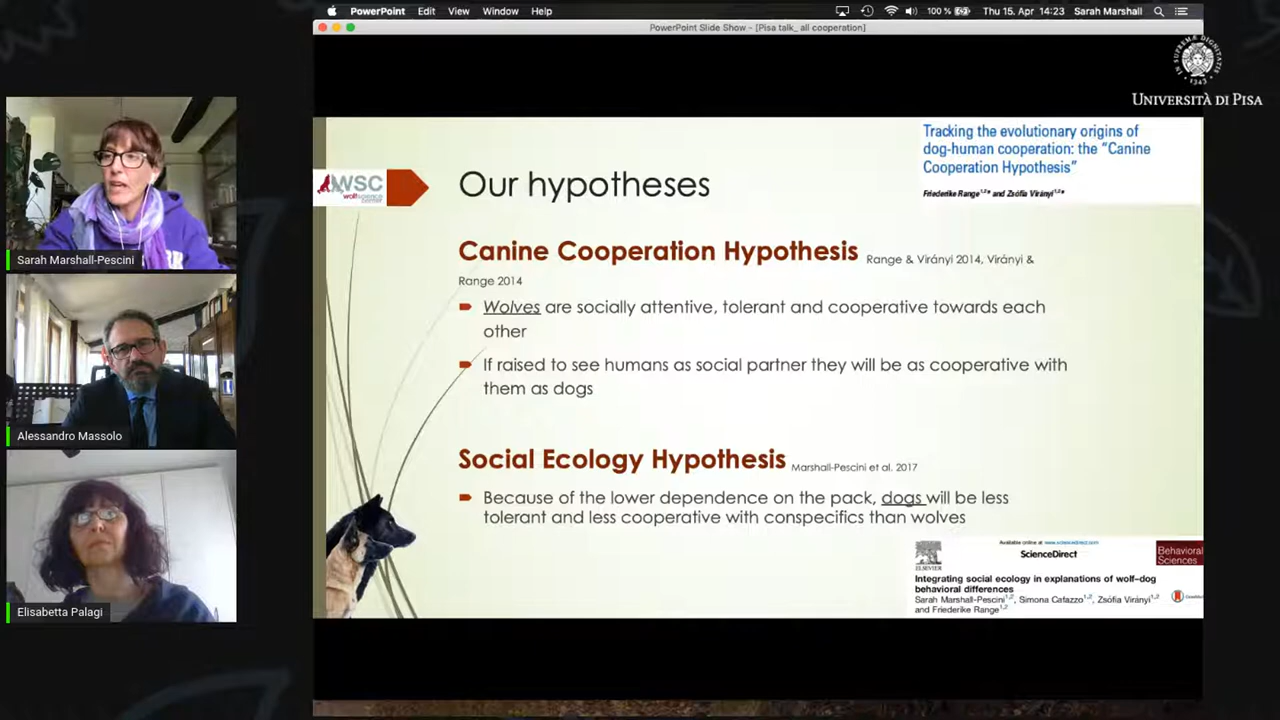 PowerPoint Edit View Window Help 100 % Thu 15. Apr 14:23 Sarah Marshall
PowerPoint Slide Show - [Pisa talk_ all cooperation]
IN SUPREMÆ DIGNITATIS
1343
UNIVERSITÀ DI PISA
Sarah Marshall-Pescini
Alessandro Massolo
Elisabetta Palagi
WSC
wolf science
center
Our hypotheses
Tracking the evolutionary origins of
dog-human cooperation: the “Canine
Cooperation Hypothesis”
Friederike Range1,2* and Zsófia Virányi1,2*
Canine Cooperation Hypothesis Range & Virányi 2014, Virányi &
Range 2014
Wolves are socially attentive, tolerant and cooperative towards each
other
If raised to see humans as social partner they will be as cooperative with
them as dogs
Social Ecology Hypothesis Marshall-Pescini et al. 2017
Because of the lower dependence on the pack, dogs will be less
tolerant and less cooperative with conspecifics than wolves
ELSEVIER
Available online at www.sciencedirect.com
ScienceDirect
Behavioral
Sciences
Integrating social ecology in explanations of wolf–dog
behavioral differences
Sarah Marshall-Pescini1,2, Simona Cafazzo1,2, Zsófia Virányi1,2
and Friederike Range1,2